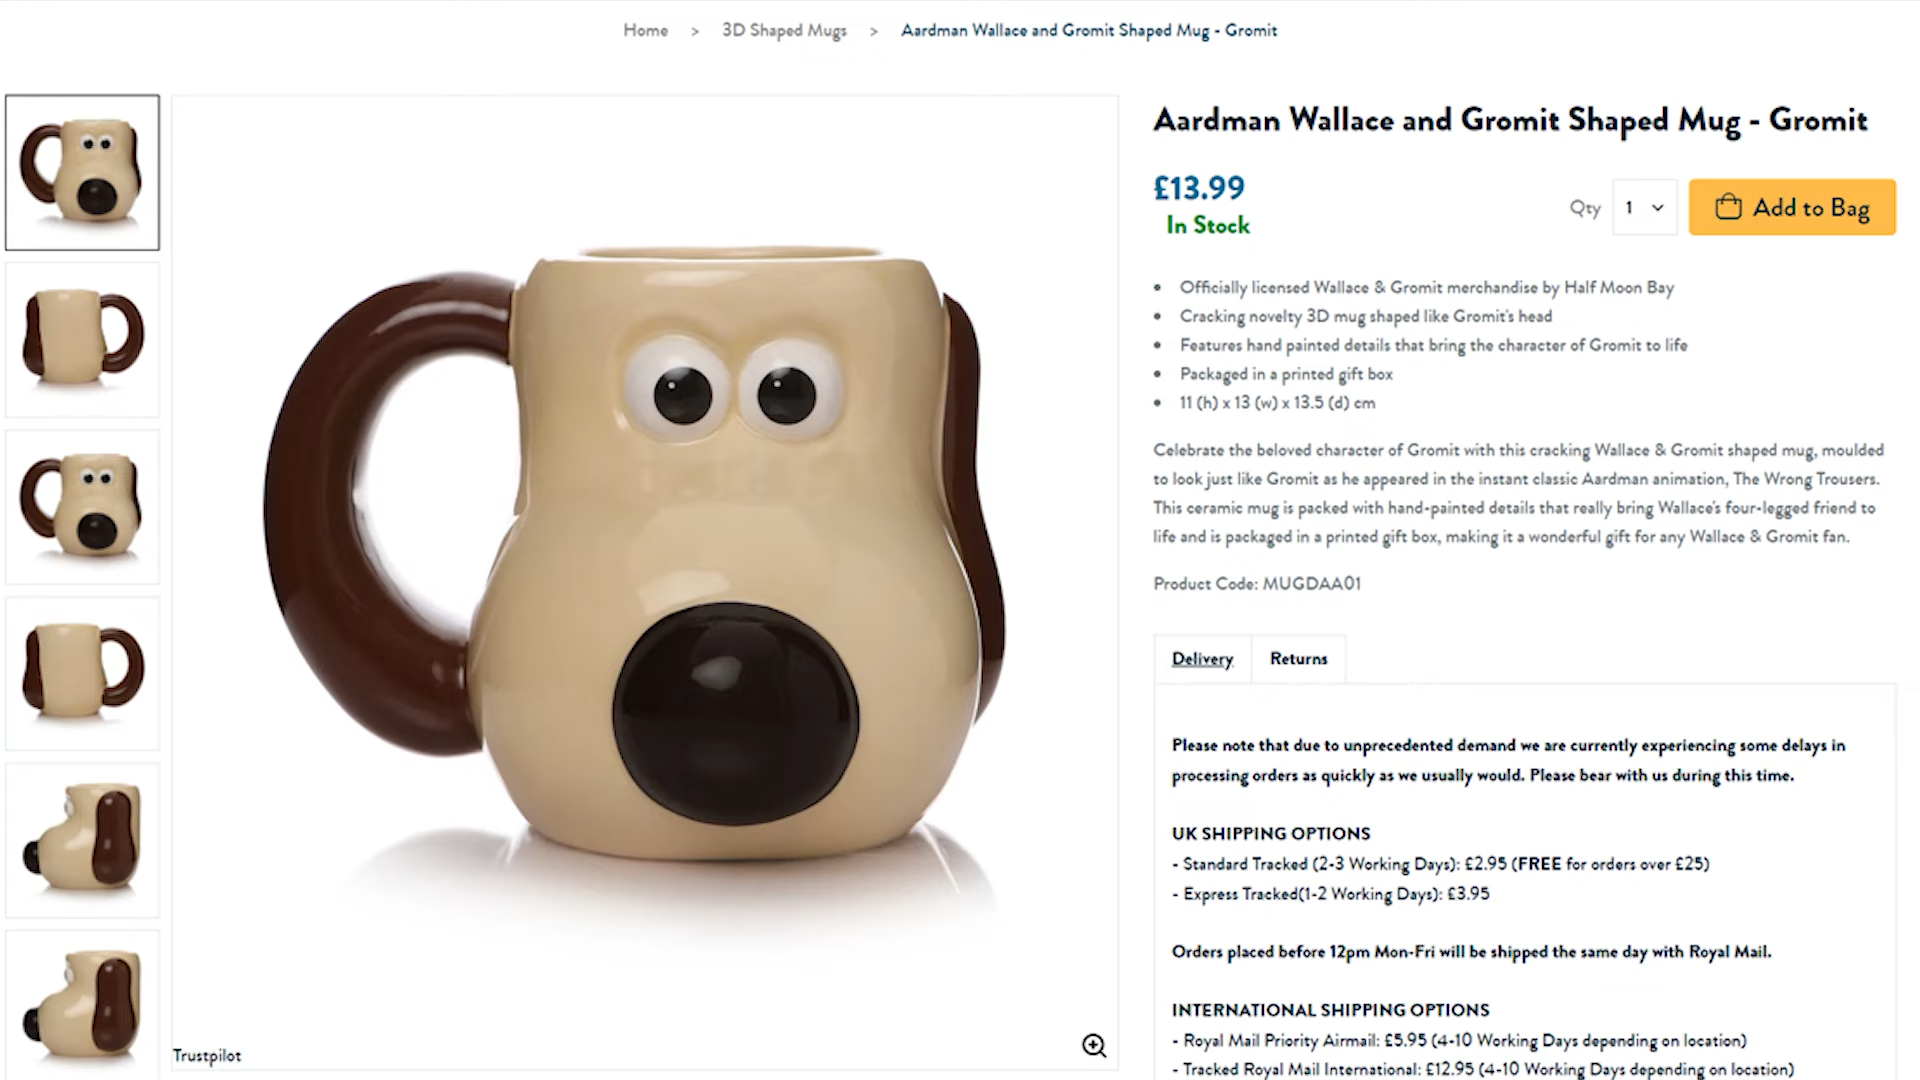 Home > 3D Shaped Mugs > Aardman Wallace and Gromit Shaped Mug - Gromit
Aardman Wallace and Gromit Shaped Mug - Gromit
£13.99
In Stock
Qty 1 Add to Bag
• Officially licensed Wallace & Gromit merchandise by Half Moon Bay
• Cracking novelty 3D mug shaped like Gromit's head
• Features hand painted details that bring the character of Gromit to life
• Packaged in a printed gift box
• 11 (h) x 13 (w) x 13.5 (d) cm
Celebrate the beloved character of Gromit with this cracking Wallace & Gromit shaped mug, moulded
to look just like Gromit as he appeared in the instant classic Aardman animation, The Wrong Trousers.
This ceramic mug is packed with hand-painted details that really bring Wallace's four-legged friend to
life and is packaged in a printed gift box, making it a wonderful gift for any Wallace & Gromit fan.
Product Code: MUGDAA01
Delivery Returns
Please note that due to unprecedented demand we are currently experiencing some delays in
processing orders as quickly as we usually would. Please bear with us during this time.
UK SHIPPING OPTIONS
- Standard Tracked (2-3 Working Days): £2.95 (FREE for orders over £25)
- Express Tracked(1-2 Working Days): £3.95
Orders placed before 12pm Mon-Fri will be shipped the same day with Royal Mail.
INTERNATIONAL SHIPPING OPTIONS
- Royal Mail Priority Airmail: £5.95 (4-10 Working Days depending on location)
- Tracked Royal Mail International: £12.95 (4-10 Working Days depending on location)
Trustpilot